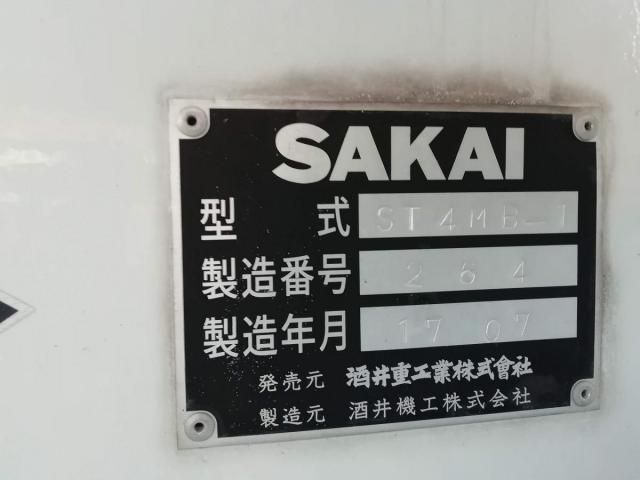 SAKAI
型 式 ST4MB-1
製造番号 264
製造年月 17 07
発売元 酒井重工業株式會社
製造元 酒井機工株式会社